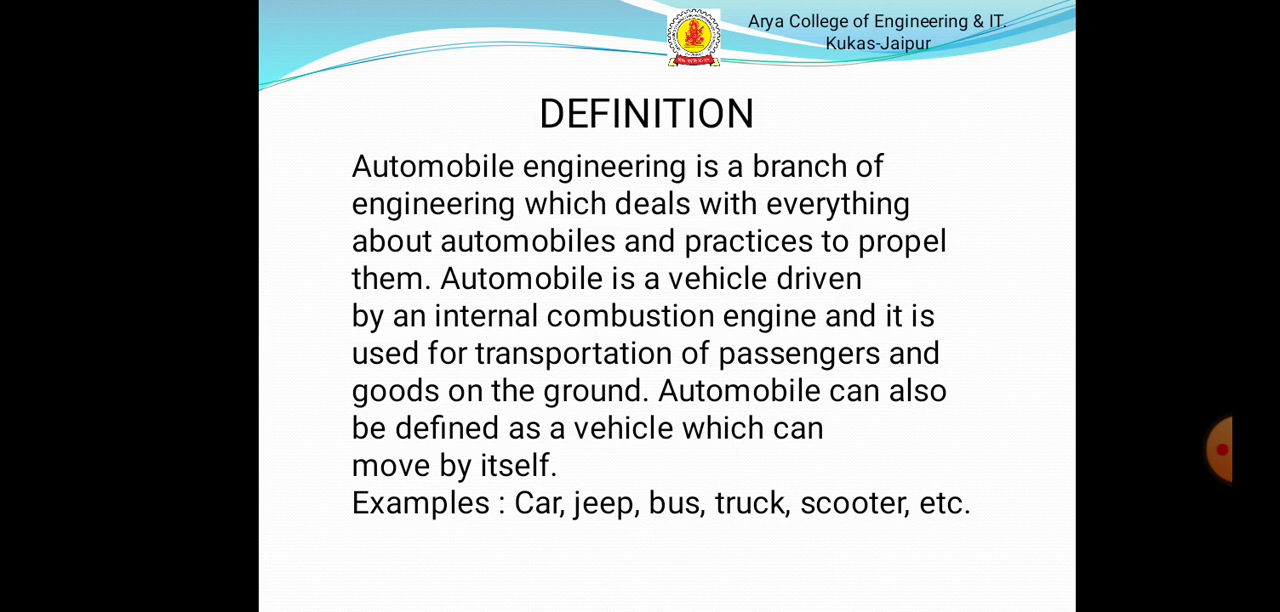 Arya College of Engineering & IT.
Kukas-Jaipur
DEFINITION
Automobile engineering is a branch of
engineering which deals with everything
about automobiles and practices to propel
them. Automobile is a vehicle driven
by an internal combustion engine and it is
used for transportation of passengers and
goods on the ground. Automobile can also
be defined as a vehicle which can
move by itself.
Examples : Car, jeep, bus, truck, scooter, etc.